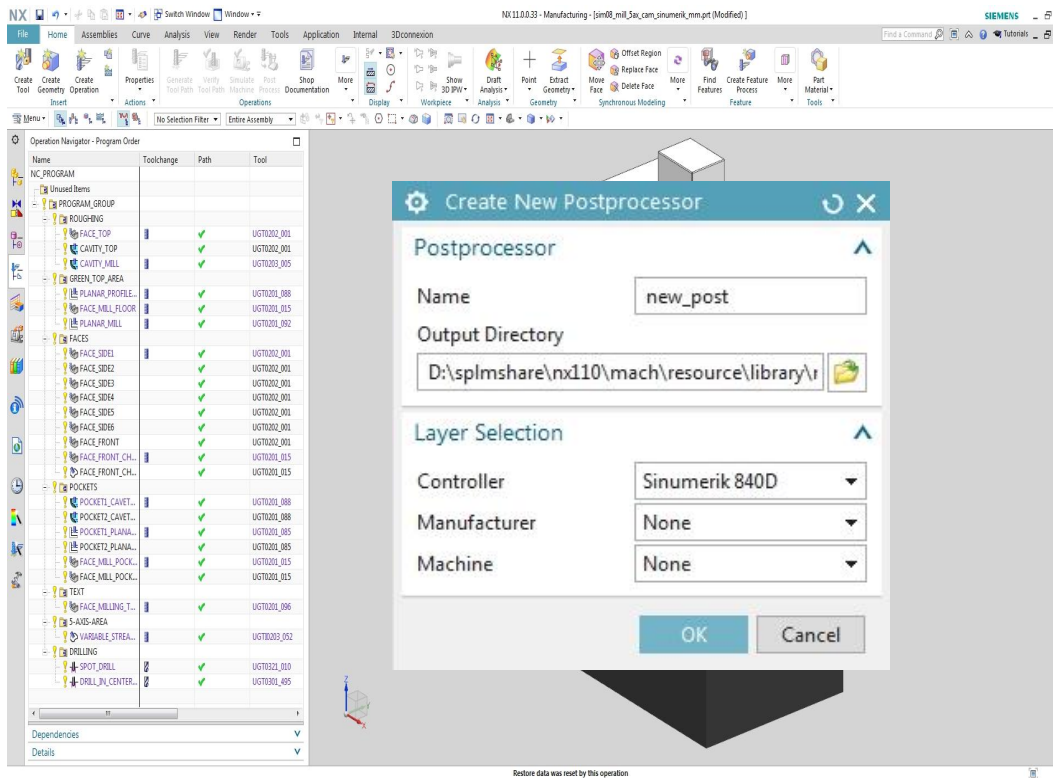 NX
Switch Window
Window
NX 11.0.0.33 - Manufacturing - [sim08_mill_5ax_cam_sinumerik_mm.prt (Modified) ]
SIEMENS
File Home Assemblies Curve Analysis View Render Tools Application Internal 3Dconnexion
Find a Command
Tutorials
Create Tool
Create Geometry
Create Operation
Insert
Properties
Actions
Generate Tool Path
Verify Tool Path
Simulate Machine
Post Process
Shop Documentation
More
Operations
Display
Show 3D IPW
Workpiece
Draft Analysis
Analysis
Point
Extract Geometry
Geometry
Move Face
Offset Region
Replace Face
Delete Face
More
Synchronous Modeling
Find Features
Create Feature Process
More
Feature
Part Material
Tools
Menu
No Selection Filter
Entire Assembly
Operation Navigator - Program Order
Name Toolchange Path Tool
NC_PROGRAM
Unused Items
PROGRAM_GROUP
ROUGHING
FACE_TOP UGT0202_001
CAVITY_TOP UGT0202_001
CAVITY_MILL UGT0203_005
GREEN_TOP_AREA
PLANAR_PROFILE... UGT0201_088
FACE_MILL_FLOOR UGT0201_015
PLANAR_MILL UGT0201_092
FACES
FACE_SIDE1 UGT0202_001
FACE_SIDE2 UGT0202_001
FACE_SIDE3 UGT0202_001
FACE_SIDE4 UGT0202_001
FACE_SIDE5 UGT0202_001
FACE_SIDE6 UGT0202_001
FACE_FRONT UGT0202_001
FACE_FRONT_CH... UGT0201_015
FACE_FRONT_CH... UGT0201_015
POCKETS
POCKET1_CAVET... UGT0201_088
POCKET2_CAVET... UGT0201_088
POCKET1_PLANA... UGT0201_085
POCKET2_PLANA... UGT0201_085
FACE_MILL_POCK... UGT0201_015
FACE_MILL_POCK... UGT0201_015
TEXT
FACE_MILLING_T... UGT0201_096
5-AXIS-AREA
VARIABLE_STREA... UGTI0203_052
DRILLING
SPOT_DRILL UGT0321_010
DRILL_IN_CENTER... UGT0301_495
Dependencies
Details
Create New Postprocessor
Postprocessor
Name new_post
Output Directory
D:\splmshare\nx110\mach\resource\library\r
Layer Selection
Controller Sinumerik 840D
Manufacturer None
Machine None
OK Cancel
Z
X
Restore data was reset by this operation